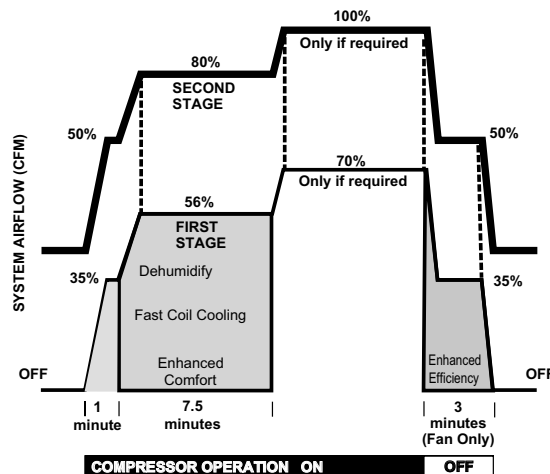 100%
Only if required
80%
SECOND
STAGE
50%
50%
SYSTEM AIRFLOW (CFM)
70%
Only if required
56%
FIRST
STAGE
35%
35%
Dehumidify
Fast Coil Cooling
Enhanced
Comfort
Enhanced
Efficiency
OFF
OFF
1
minute
7.5
minutes
3
minutes
(Fan Only)
COMPRESSOR OPERATION ON
OFF